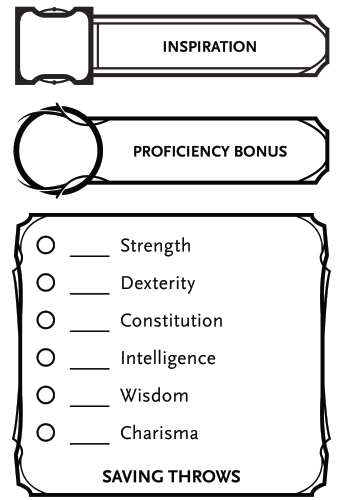 INSPIRATION
PROFICIENCY BONUS
Strength
Dexterity
Constitution
Intelligence
Wisdom
Charisma
SAVING THROWS